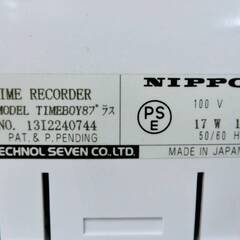 TIME RECORDER
NIPPO
MODEL TIMEBOY8プラス
NO. 13I2240744
PAT. & P. PENDING
PS
E
100 V
17 W
50/60 H
TECHNOL SEVEN CO., LTD.
MADE IN JAPAN